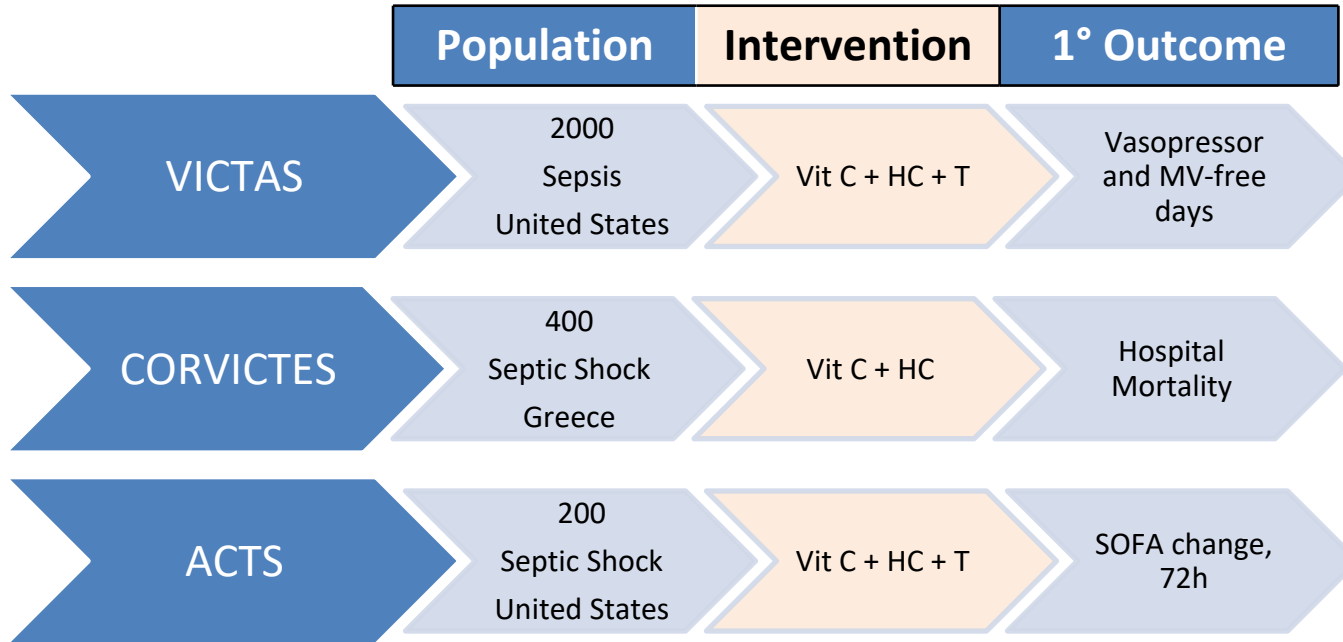 Population Intervention 1° Outcome
VICTAS
2000
Sepsis
United States
Vit C + HC + T
Vasopressor
and MV-free
days
CORVICTES
400
Septic Shock
Greece
Vit C + HC
Hospital
Mortality
ACTS
200
Septic Shock
United States
Vit C + HC + T
SOFA change,
72h